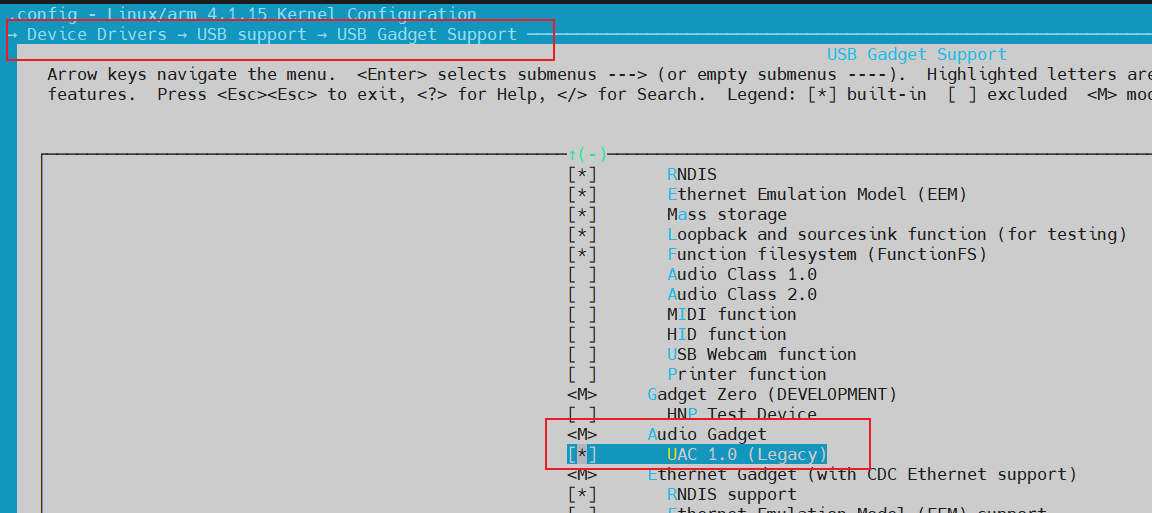 .config - Linux/arm 4.1.15 Kernel Configuration
→ Device Drivers → USB support → USB Gadget Support
USB Gadget Support
Arrow keys navigate the menu.  <Enter> selects submenus ---> (or empty submenus ----).  Highlighted letters are
features.  Press <Esc><Esc> to exit, <?> for Help, </> for Search.  Legend: [*] built-in  [ ] excluded  <M> mod
↑(-)
[*]       RNDIS
[*]       Ethernet Emulation Model (EEM)
[*]       Mass storage
[*]       Loopback and sourcesink function (for testing)
[*]       Function filesystem (FunctionFS)
[ ]       Audio Class 1.0
[ ]       Audio Class 2.0
[ ]       MIDI function
[ ]       HID function
[ ]       USB Webcam function
[ ]       Printer function
<M>     Gadget Zero (DEVELOPMENT)
[ ]       HNP Test Device
<M>     Audio Gadget
[*]       UAC 1.0 (Legacy)
<M>     Ethernet Gadget (with CDC Ethernet support)
[*]       RNDIS support
[ ]       Ethernet Emulation Model (EEM) support